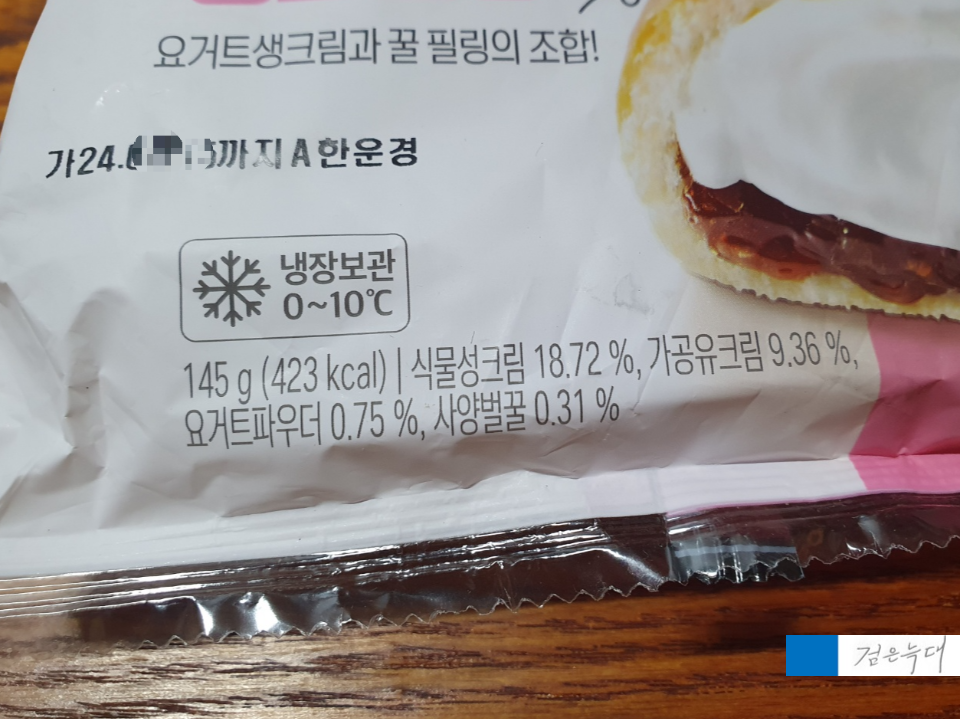 요거트생크림과 꿀 필링의 조합!
가24. 까지 A 한운경
냉장보관
0~10℃
145 g (423 kcal) | 식물성크림 18.72 %, 가공유크림 9.36 %,
요거트파우더 0.75 %, 사양벌꿀 0.31 %
검은늑대